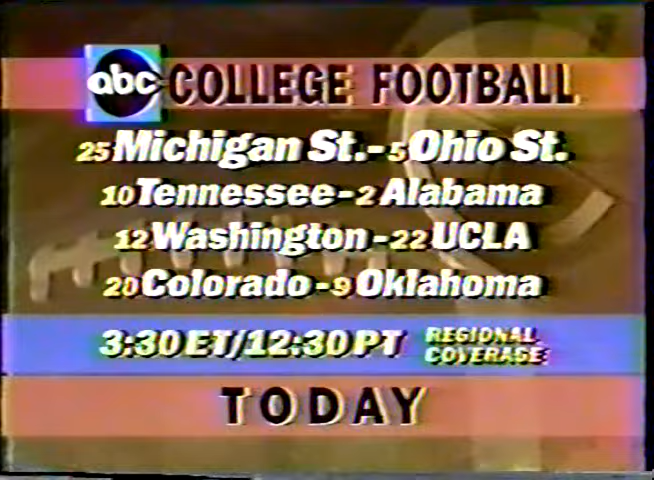 abc COLLEGE FOOTBALL
25 Michigan St. - 5 Ohio St.
10 Tennessee - 2 Alabama
12 Washington - 22 UCLA
20 Colorado - 9 Oklahoma
3:30 ET/12:30 PT REGIONAL COVERAGE
TODAY